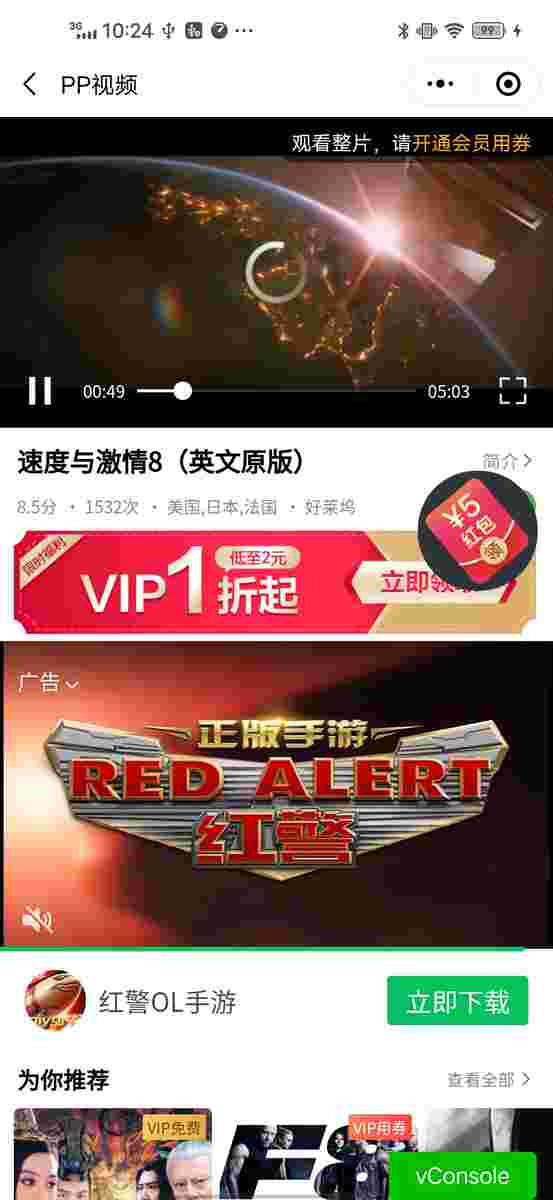 3G 10:24 99
PP视频
观看整片，请开通会员用券
00:49 05:03
速度与激情8（英文原版）
简介
8.5分 · 1532次 · 美国,日本,法国 · 好莱坞
¥5
红包
领
限时福利
VIP1折起
低至2元
立即领
广告
正版手游
RED ALERT
红警
红警OL手游
立即下载
为你推荐
查看全部
VIP免费
VIP用券
F8
vConsole